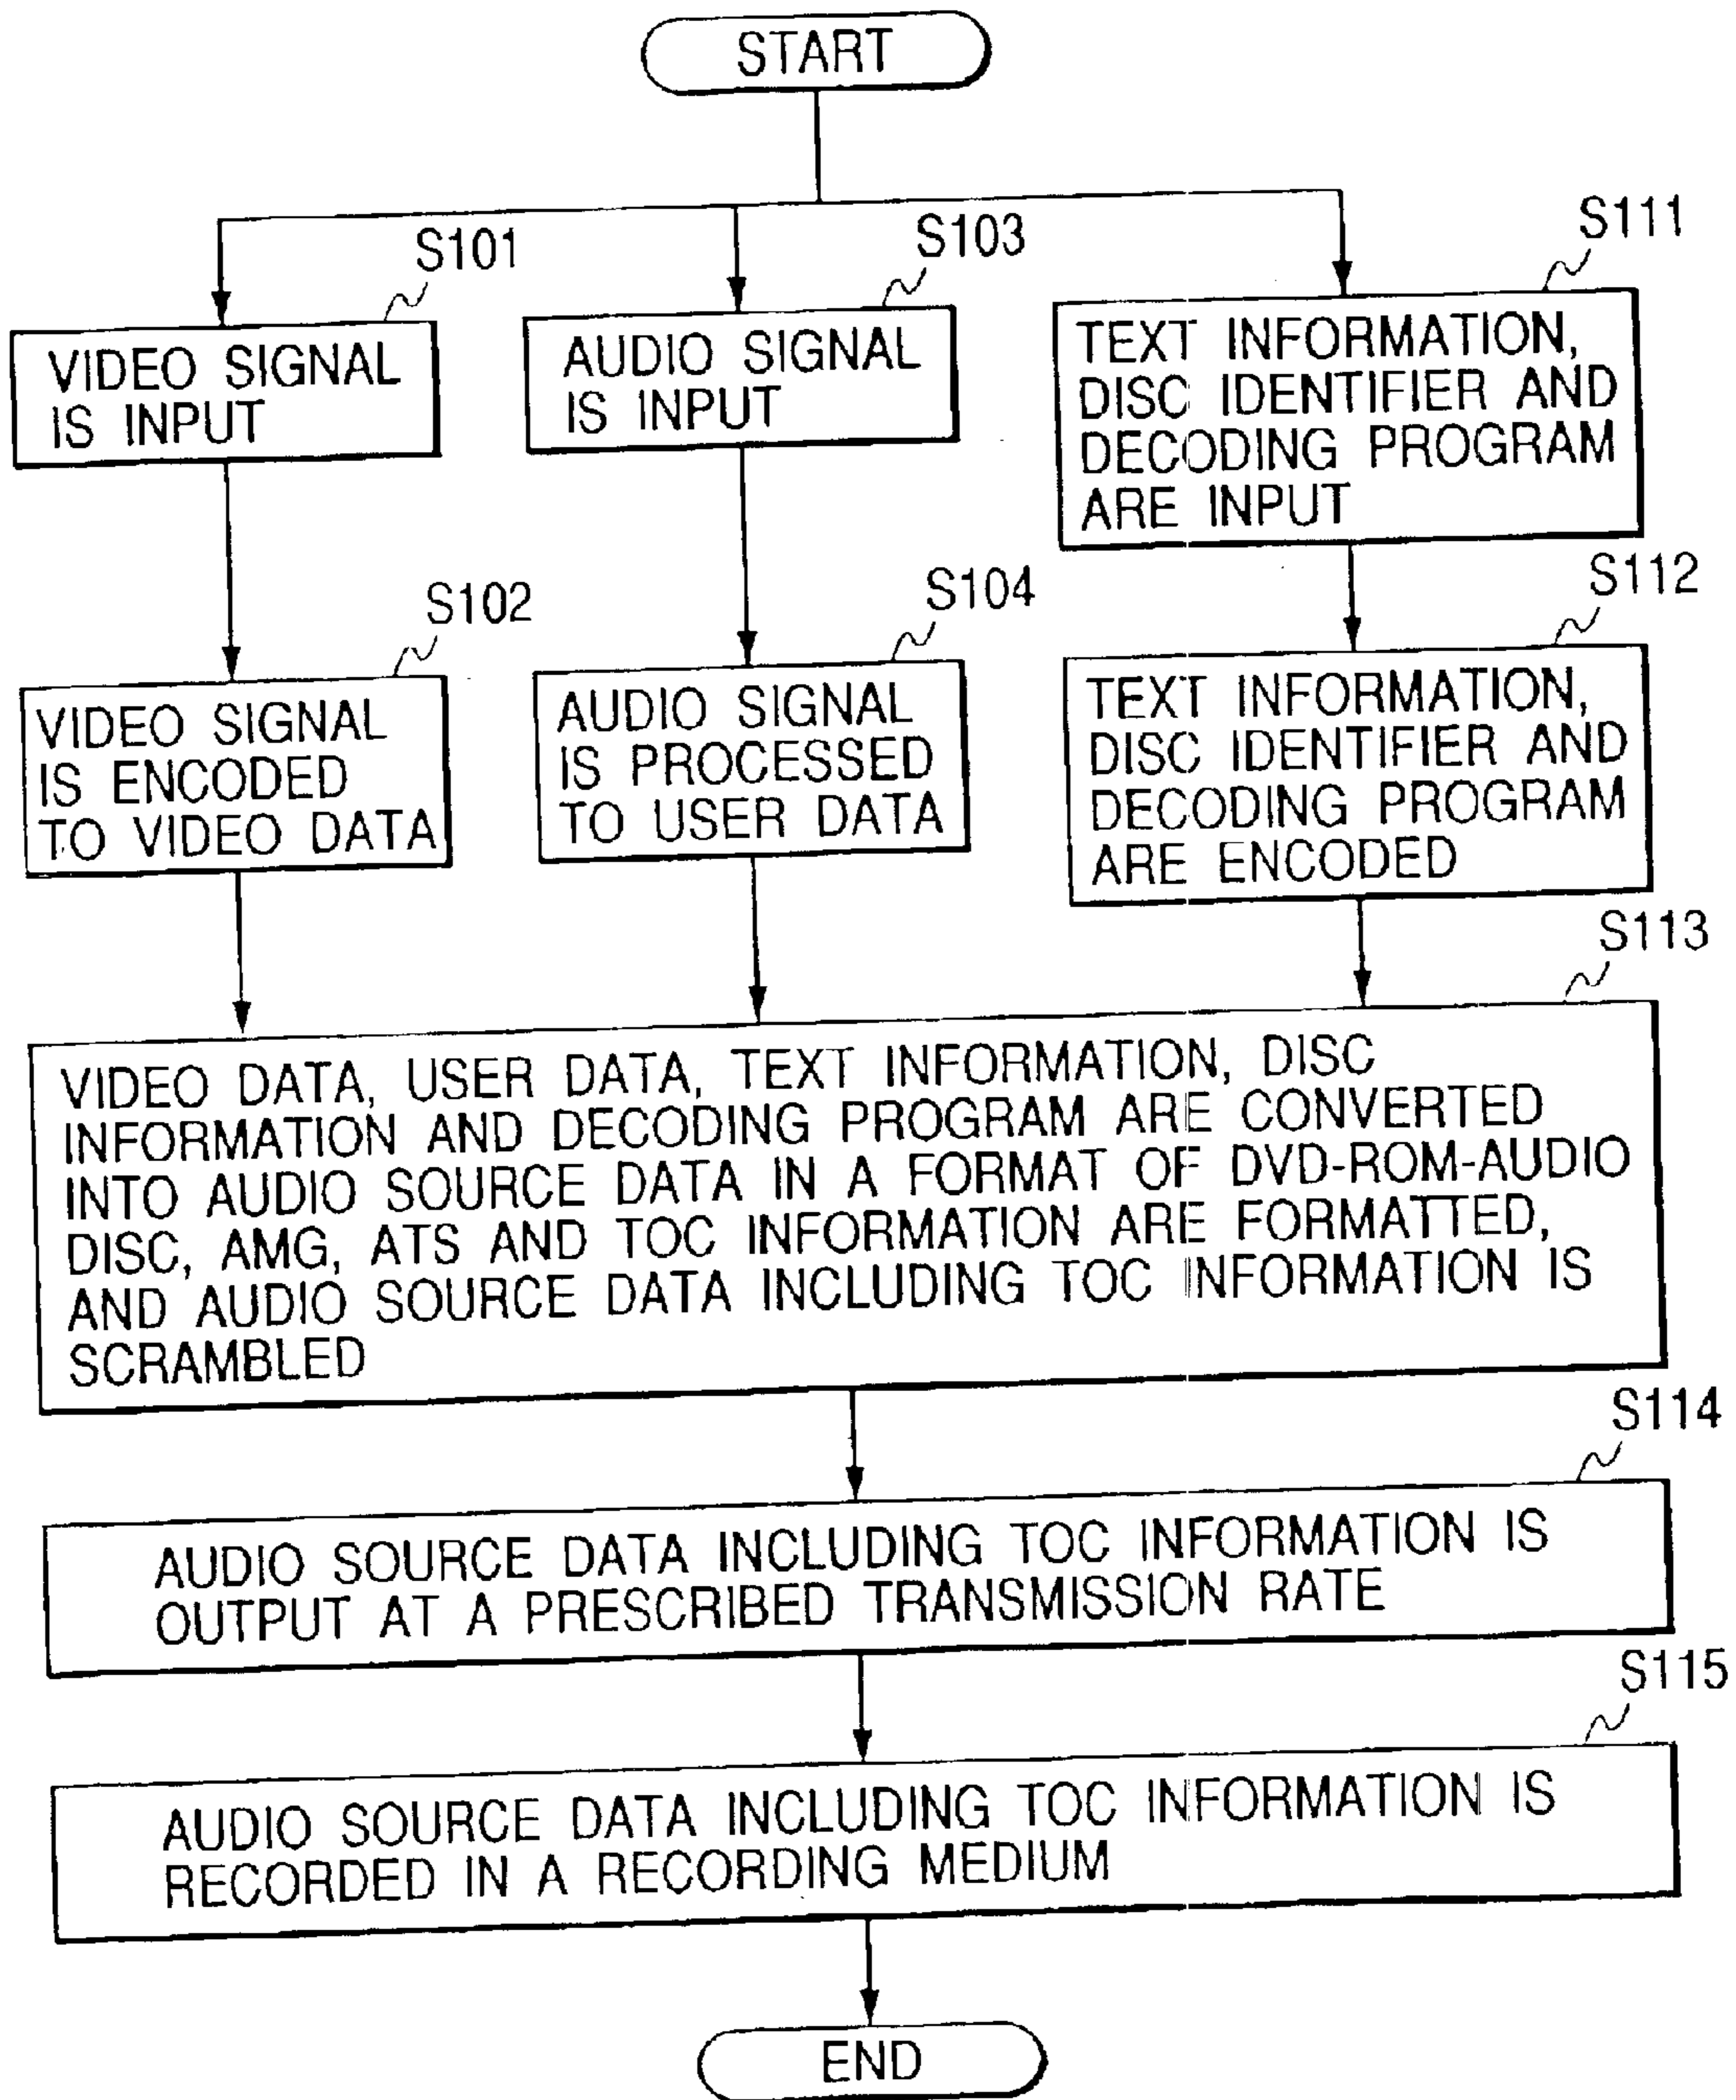 START
S101
VIDEO SIGNAL
IS INPUT
S103
AUDIO SIGNAL
IS INPUT
S111
TEXT INFORMATION,
DISC IDENTIFIER AND
DECODING PROGRAM
ARE INPUT
S102
VIDEO SIGNAL
IS ENCODED
TO VIDEO DATA
S104
AUDIO SIGNAL
IS PROCESSED
TO USER DATA
S112
TEXT INFORMATION,
DISC IDENTIFIER AND
DECODING PROGRAM
ARE ENCODED
S113
VIDEO DATA, USER DATA, TEXT INFORMATION, DISC
INFORMATION AND DECODING PROGRAM ARE CONVERTED
INTO AUDIO SOURCE DATA IN A FORMAT OF DVD-ROM-AUDIO
DISC, AMG, ATS AND TOC INFORMATION ARE FORMATTED,
AND AUDIO SOURCE DATA INCLUDING TOC INFORMATION IS
SCRAMBLED
S114
AUDIO SOURCE DATA INCLUDING TOC INFORMATION IS
OUTPUT AT A PRESCRIBED TRANSMISSION RATE
S115
AUDIO SOURCE DATA INCLUDING TOC INFORMATION IS
RECORDED IN A RECORDING MEDIUM
END